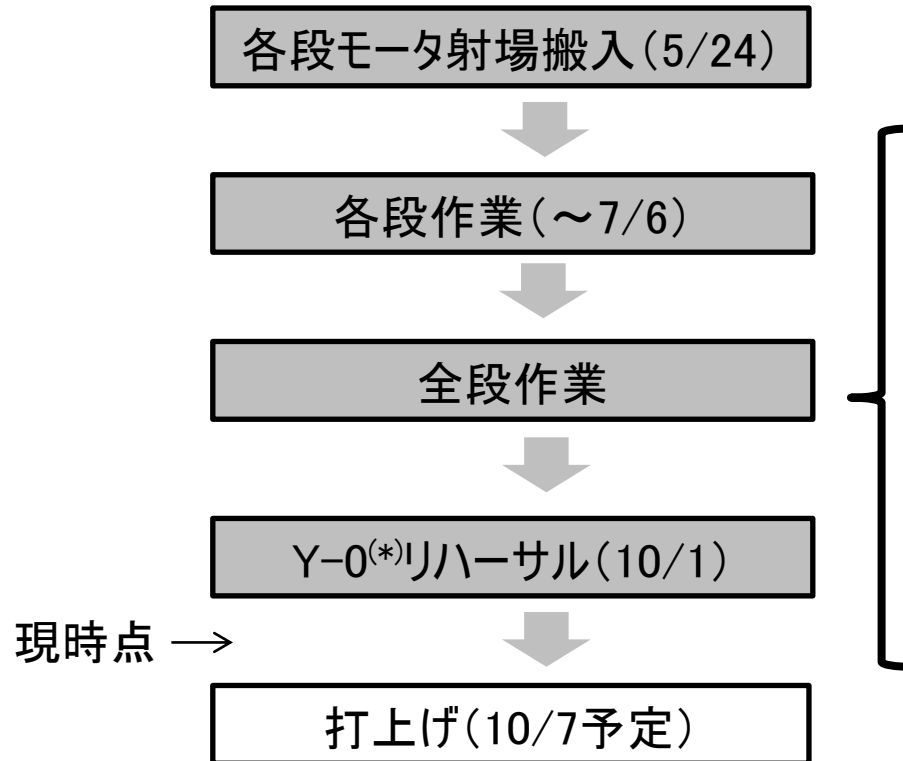 各段モータ射場搬入(5/24)
各段作業(～7/6)
全段作業
Y-0(*)リハーサル(10/1)
現時点 →
打上げ(10/7予定)